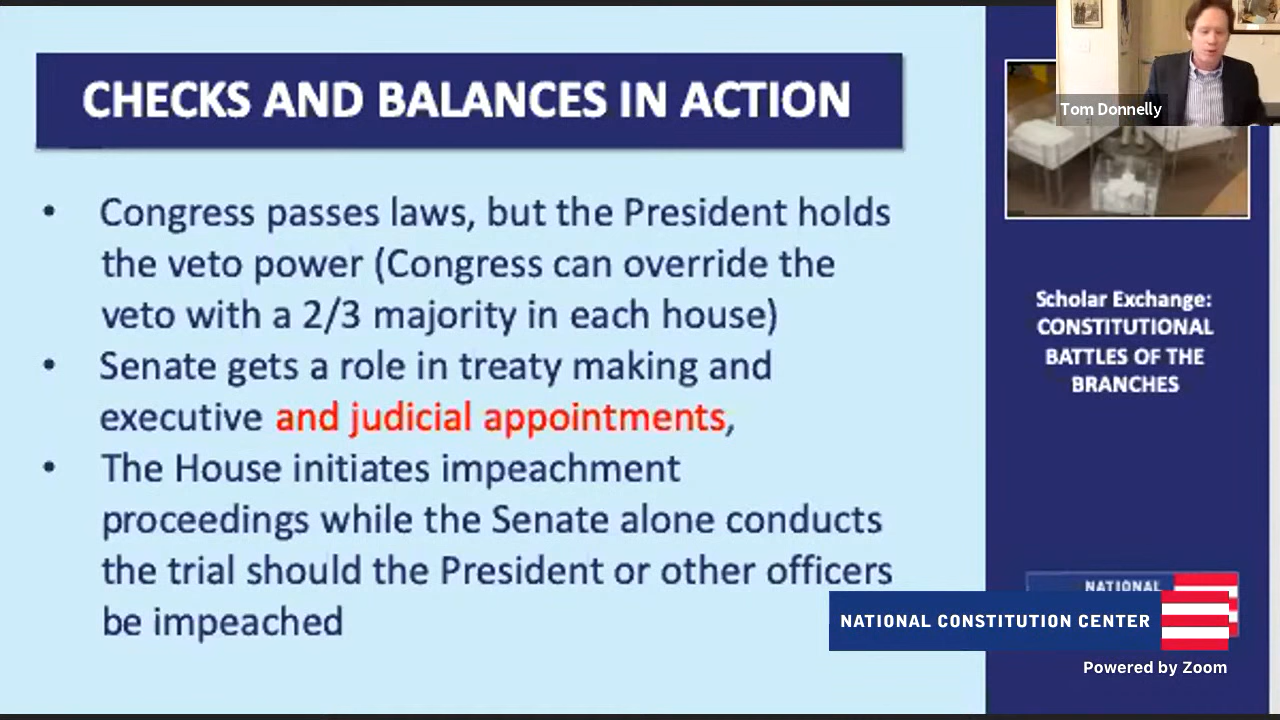 CHECKS AND BALANCES IN ACTION
• Congress passes laws, but the President holds
the veto power (Congress can override the
veto with a 2/3 majority in each house)
• Senate gets a role in treaty making and
executive and judicial appointments,
• The House initiates impeachment
proceedings while the Senate alone conducts
the trial should the President or other officers
be impeached
Tom Donnelly
Scholar Exchange:
CONSTITUTIONAL
BATTLES OF THE
BRANCHES
NATIONAL
NATIONAL CONSTITUTION CENTER
Powered by Zoom